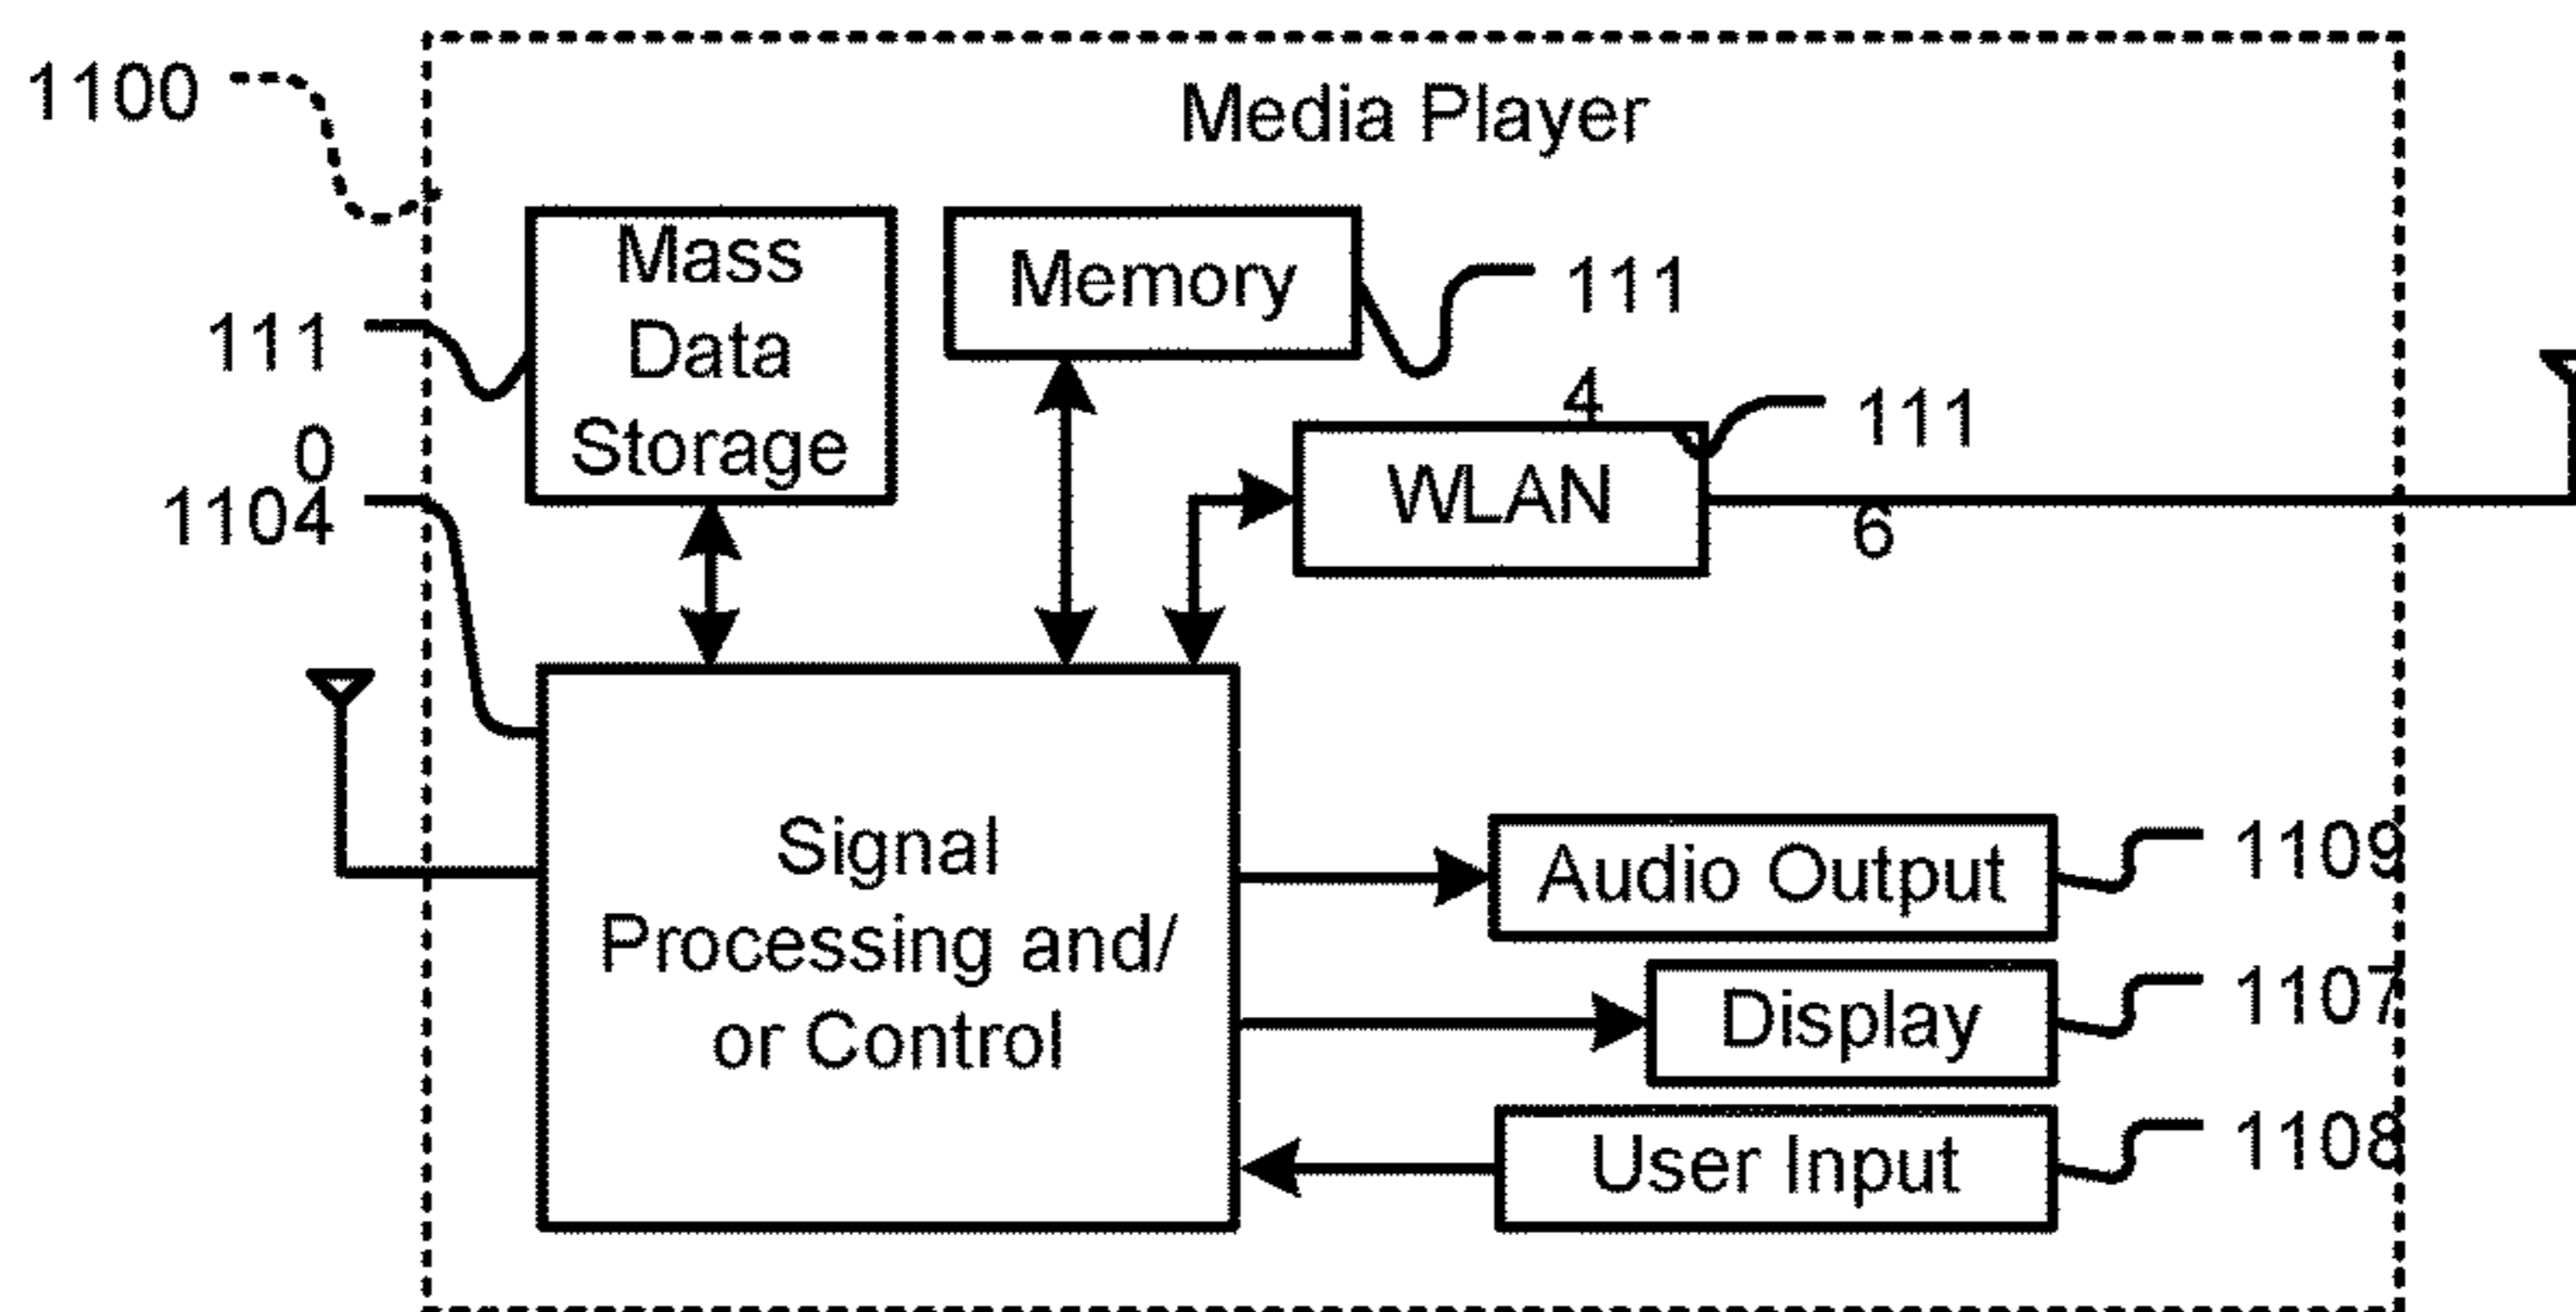 1100
Media Player
Mass
Data
Storage
Memory
111
4
111
0
111
6
WLAN
1104
Signal
Processing and/
or Control
Audio Output
1109
Display
1107
User Input
1108